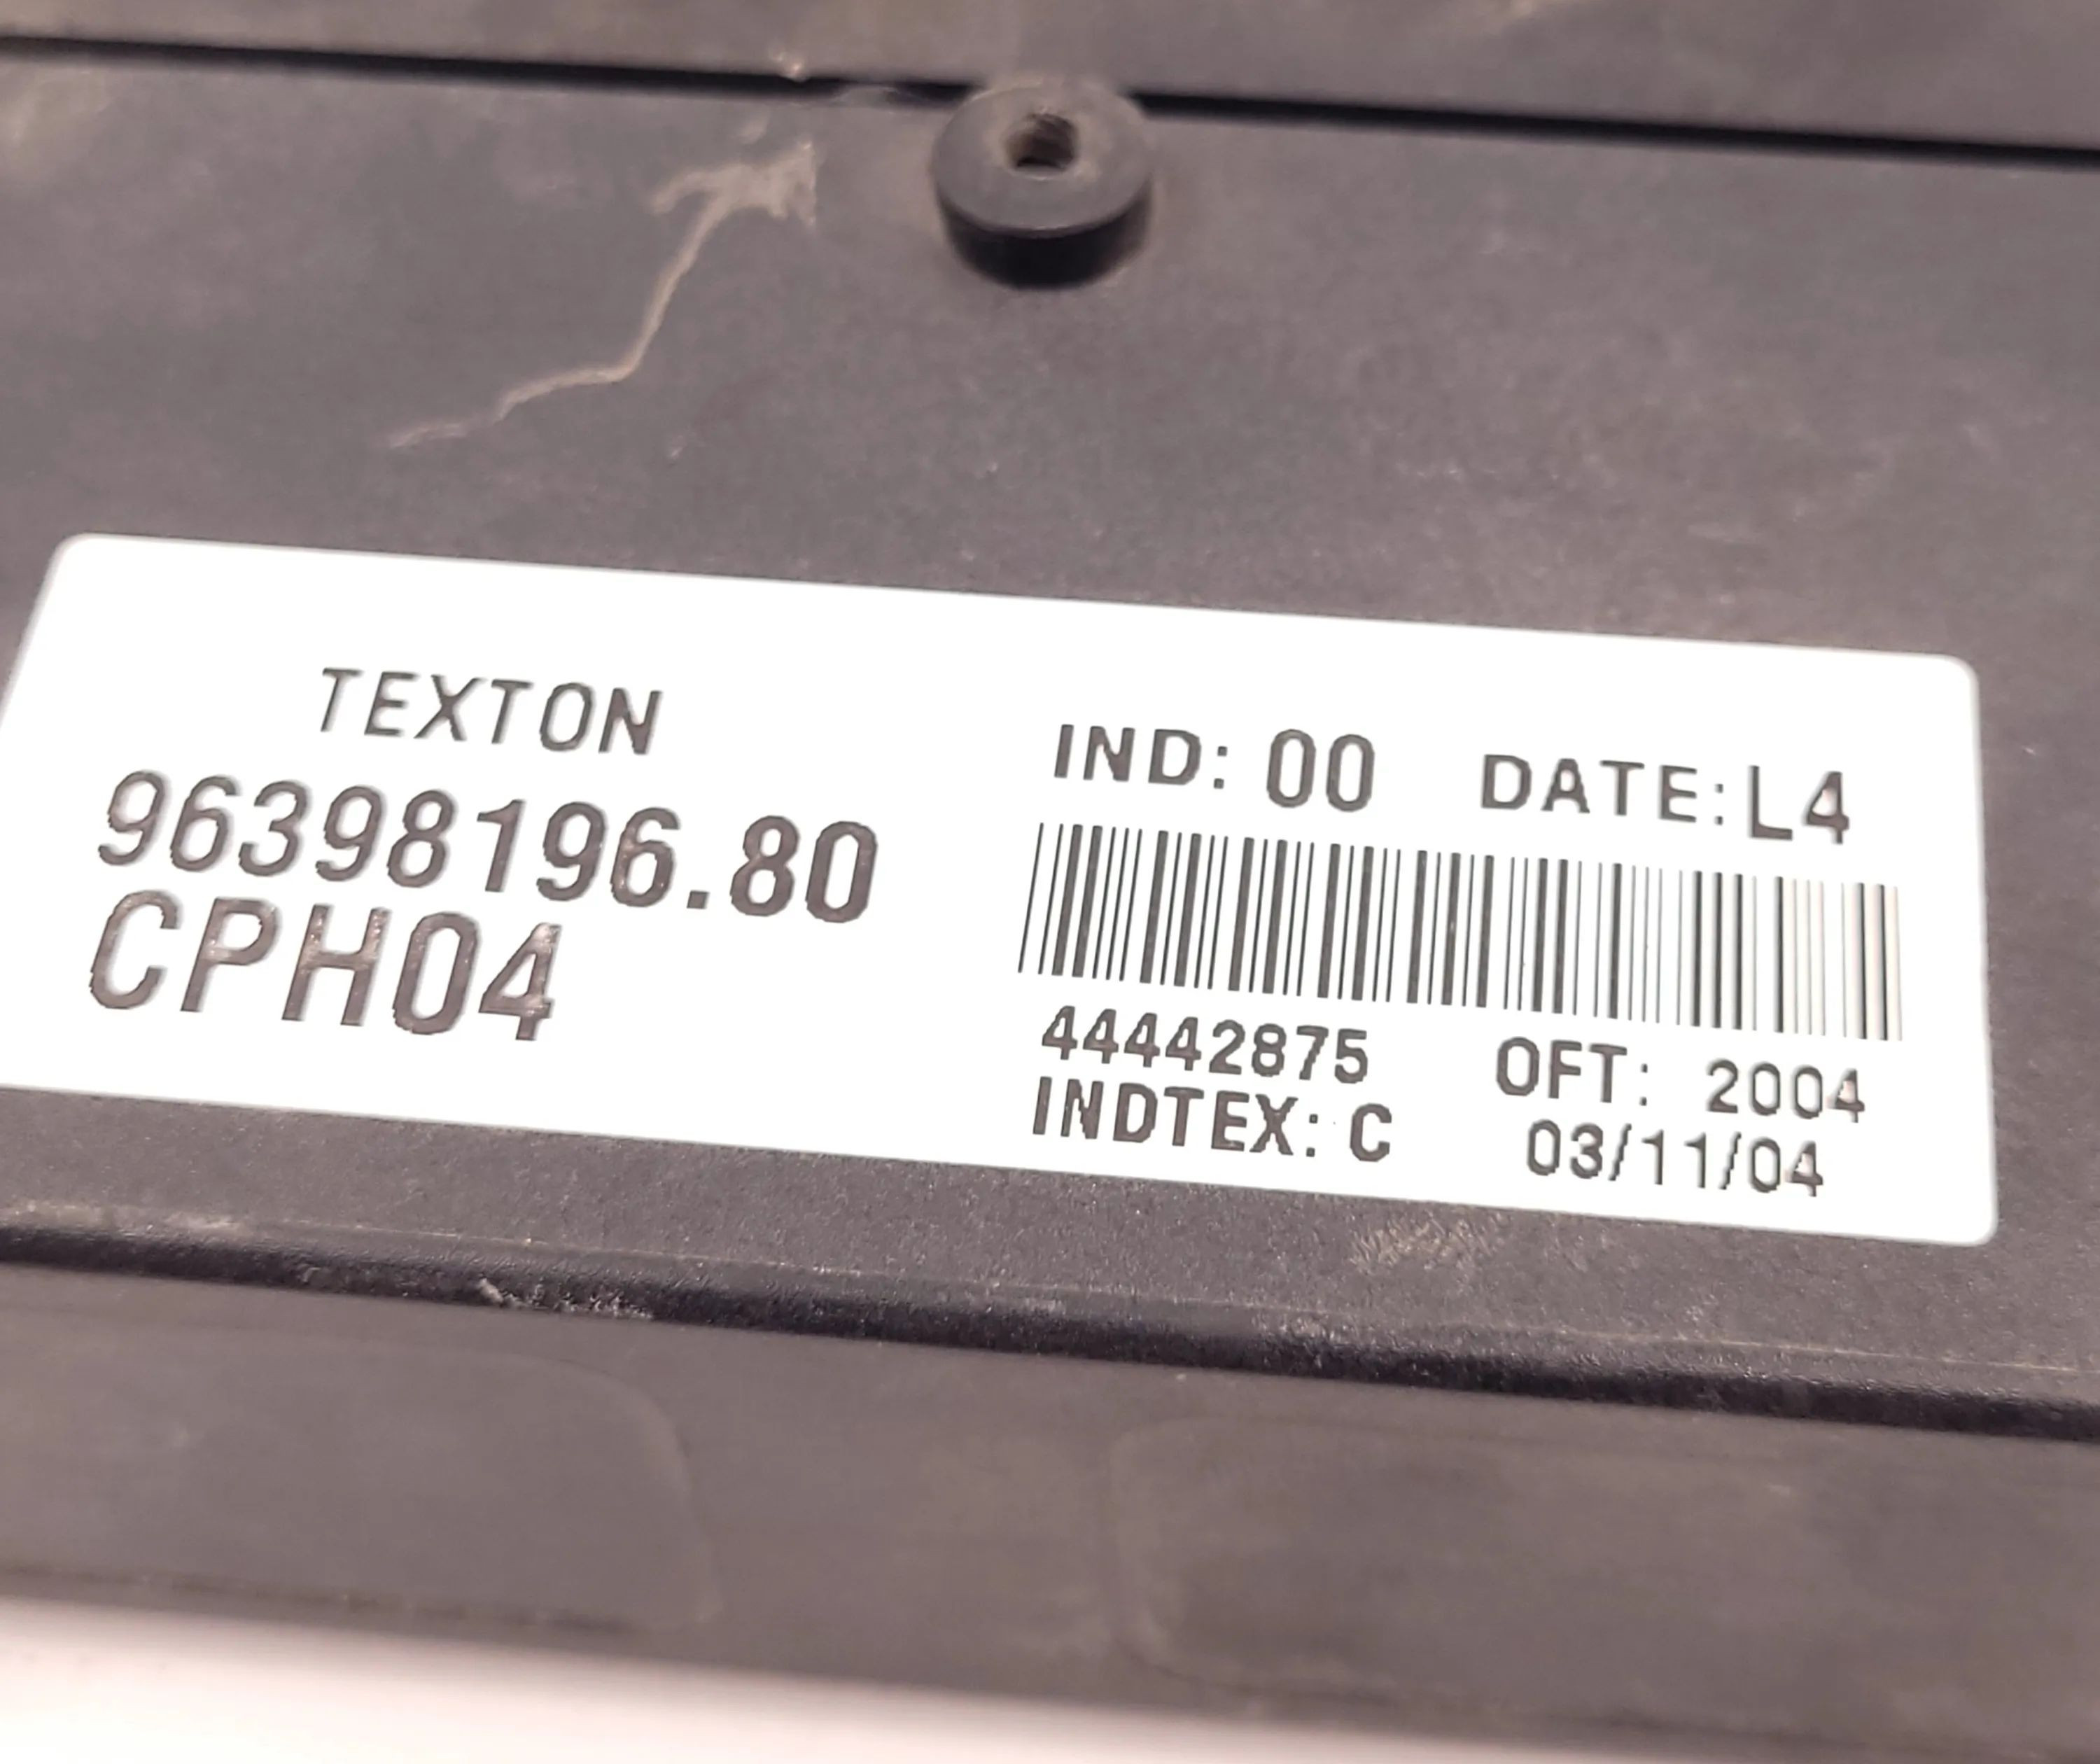 TEXTON
96398196.80
CPH04
IND: 00 DATE: L4
44442875 OFT: 2004
INDTEX: C 03/11/04